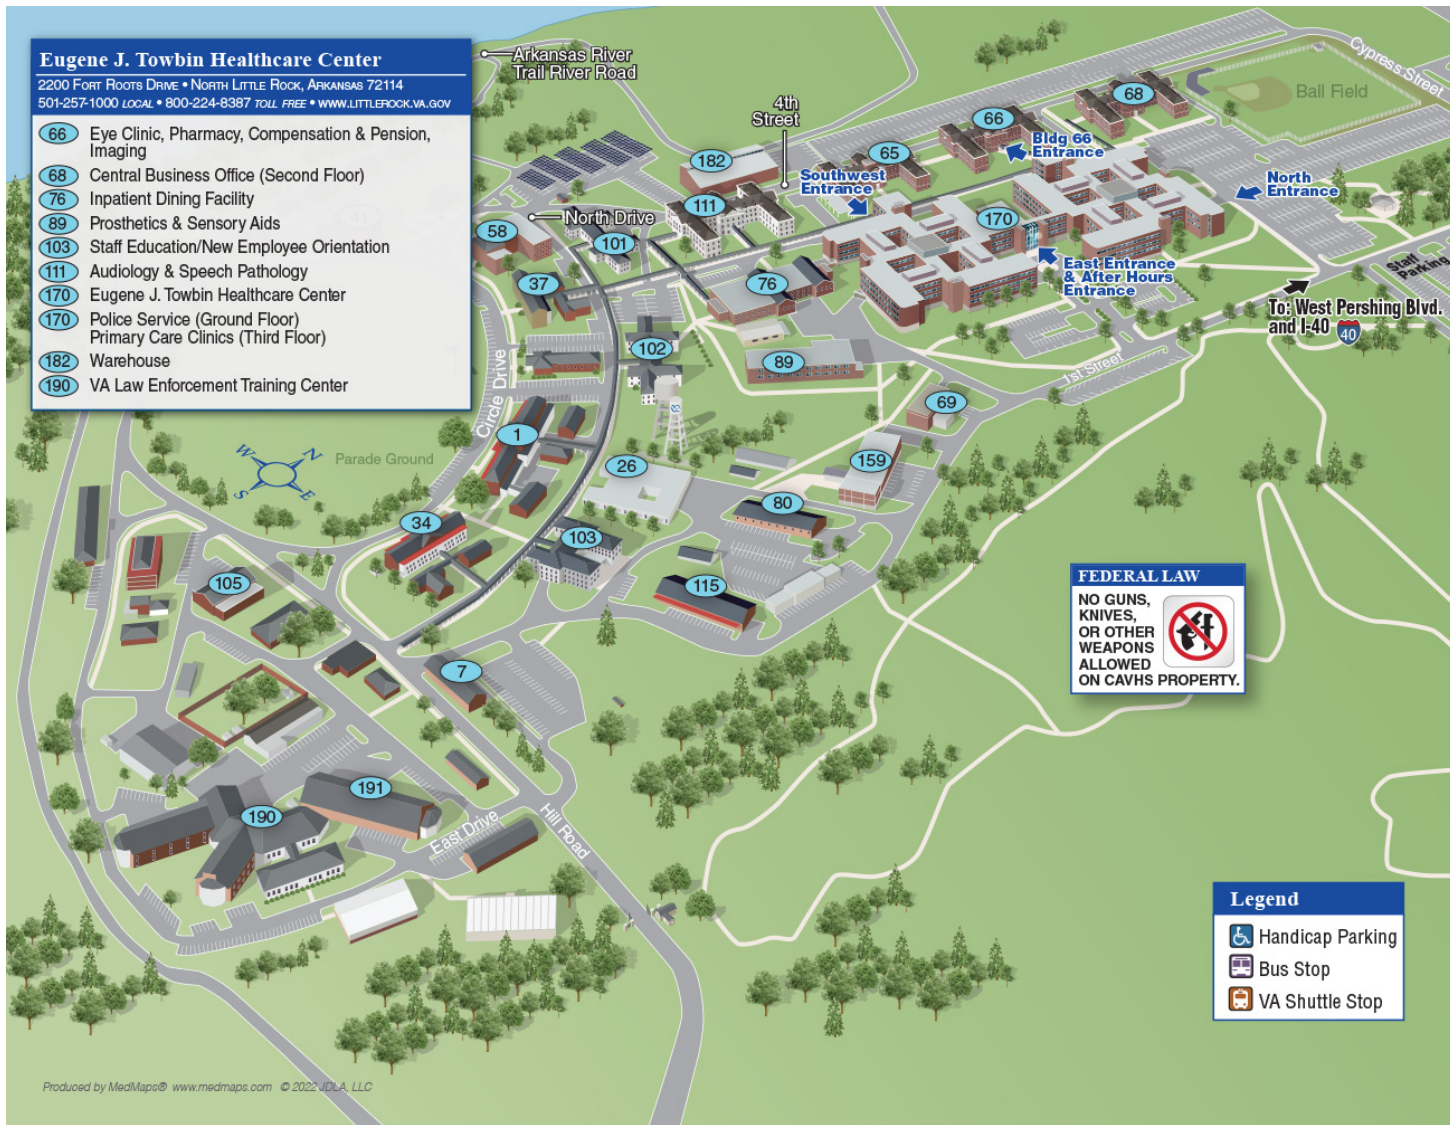 Eugene J. Towbin Healthcare Center
2200 Fort Roots Drive • North Little Rock, Arkansas 72114
501-257-1000 LOCAL • 800-224-8387 TOLL FREE • WWW.LITTLEROCK.VA.GOV
66 Eye Clinic, Pharmacy, Compensation & Pension,
Imaging
68 Central Business Office (Second Floor)
76 Inpatient Dining Facility
89 Prosthetics & Sensory Aids
103 Staff Education/New Employee Orientation
111 Audiology & Speech Pathology
170 Eugene J. Towbin Healthcare Center
170 Police Service (Ground Floor)
Primary Care Clinics (Third Floor)
182 Warehouse
190 VA Law Enforcement Training Center
Arkansas River
Trail River Road
4th
Street
Cypress Street
Ball Field
68
66
Bldg 66
Entrance
65
182
Southwest
Entrance
North
Entrance
111
North Drive
170
58
101
Staff
Parking
East Entrance
& After Hours
Entrance
37
76
To: West Pershing Blvd.
and I-40
40
102
89
1st Street
Circle Drive
69
1
Parade Ground
W
N
S
E
26
159
80
34
103
105
115
7
191
190
East Drive
Hill Road
FEDERAL LAW
NO GUNS,
KNIVES,
OR OTHER
WEAPONS
ALLOWED
ON CAVHS PROPERTY.
Legend
Handicap Parking
Bus Stop
VA Shuttle Stop
Produced by MedMaps® www.medmaps.com © 2022 JDLA, LLC